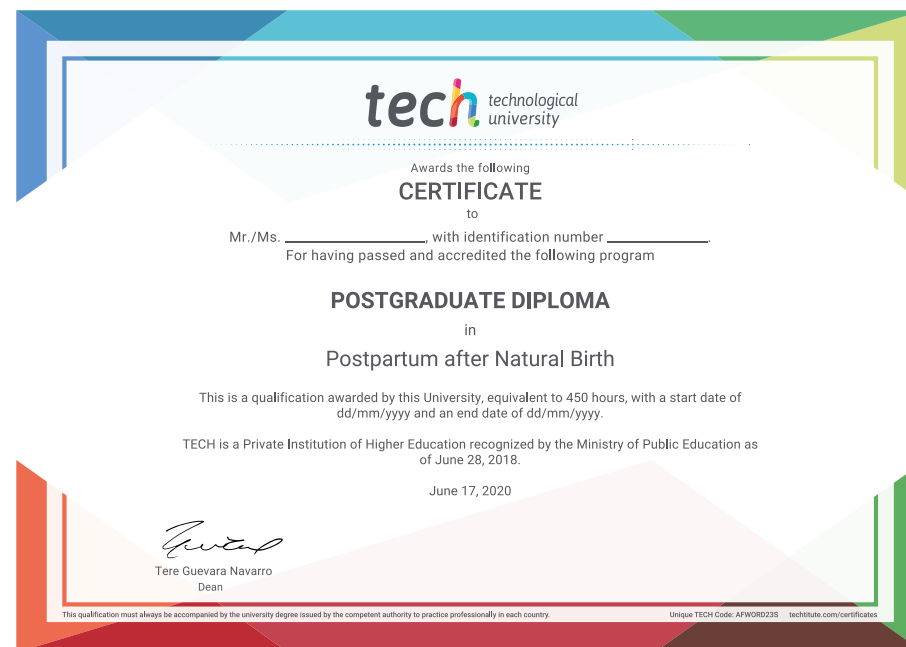 tech technological
university
Awards the following
CERTIFICATE
to
Mr./Ms. ____________________, with identification number ______________.
For having passed and accredited the following program
POSTGRADUATE DIPLOMA
in
Postpartum after Natural Birth
This is a qualification awarded by this University, equivalent to 450 hours, with a start date of
dd/mm/yyyy and an end date of dd/mm/yyyy.
TECH is a Private Institution of Higher Education recognized by the Ministry of Public Education as
of June 28, 2018.
June 17, 2020
Tere Guevara Navarro
Dean
This qualification must always be accompanied by the university degree issued by the competent authority to practice professionally in each country. Unique TECH Code: AFWORD23S techtitute.com/certificates